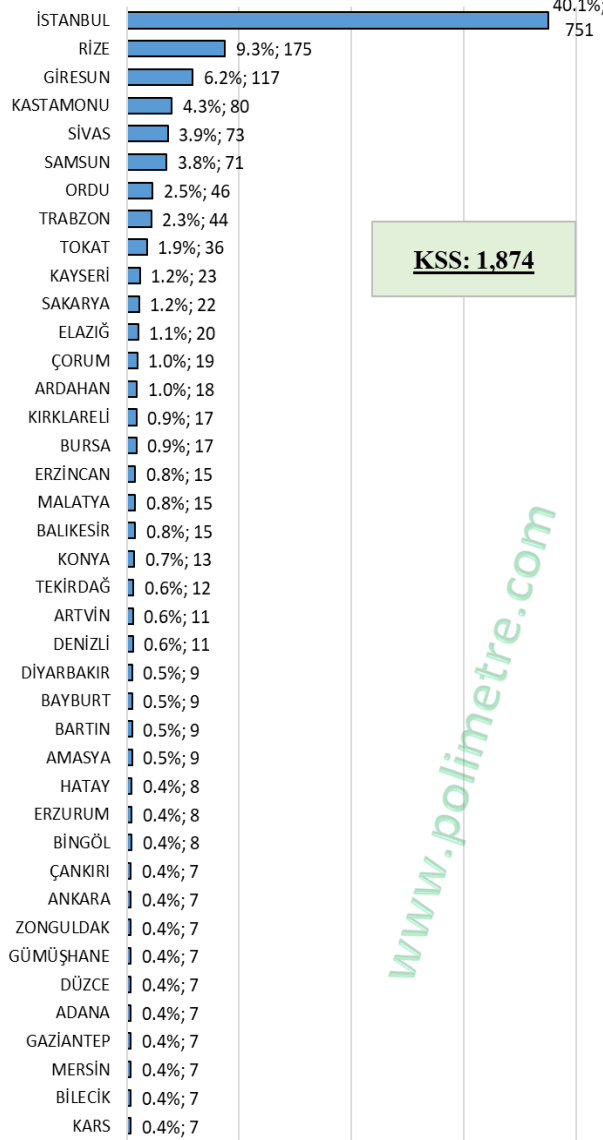 40.1%;
İSTANBUL 751
RİZE 9.3%; 175
GİRESUN 6.2%; 117
KASTAMONU 4.3%; 80
SİVAS 3.9%; 73
SAMSUN 3.8%; 71
ORDU 2.5%; 46
TRABZON 2.3%; 44
TOKAT 1.9%; 36
KSS: 1,874
KAYSERİ 1.2%; 23
SAKARYA 1.2%; 22
ELAZIĞ 1.1%; 20
ÇORUM 1.0%; 19
ARDAHAN 1.0%; 18
KIRKLARELİ 0.9%; 17
BURSA 0.9%; 17
ERZİNCAN 0.8%; 15
MALATYA 0.8%; 15
BALIKESİR 0.8%; 15
KONYA 0.7%; 13
TEKİRDAĞ 0.6%; 12
ARTVİN 0.6%; 11
DENİZLİ 0.6%; 11
DİYARBAKIR 0.5%; 9
BAYBURT 0.5%; 9
BARTIN 0.5%; 9
AMASYA 0.5%; 9
HATAY 0.4%; 8
ERZURUM 0.4%; 8
BİNGÖL 0.4%; 8
ÇANKIRI 0.4%; 7
ANKARA 0.4%; 7
ZONGULDAK 0.4%; 7
GÜMÜŞHANE 0.4%; 7
DÜZCE 0.4%; 7
ADANA 0.4%; 7
GAZİANTEP 0.4%; 7
MERSİN 0.4%; 7
BİLECİK 0.4%; 7
KARS 0.4%; 7
www.polimetre.com